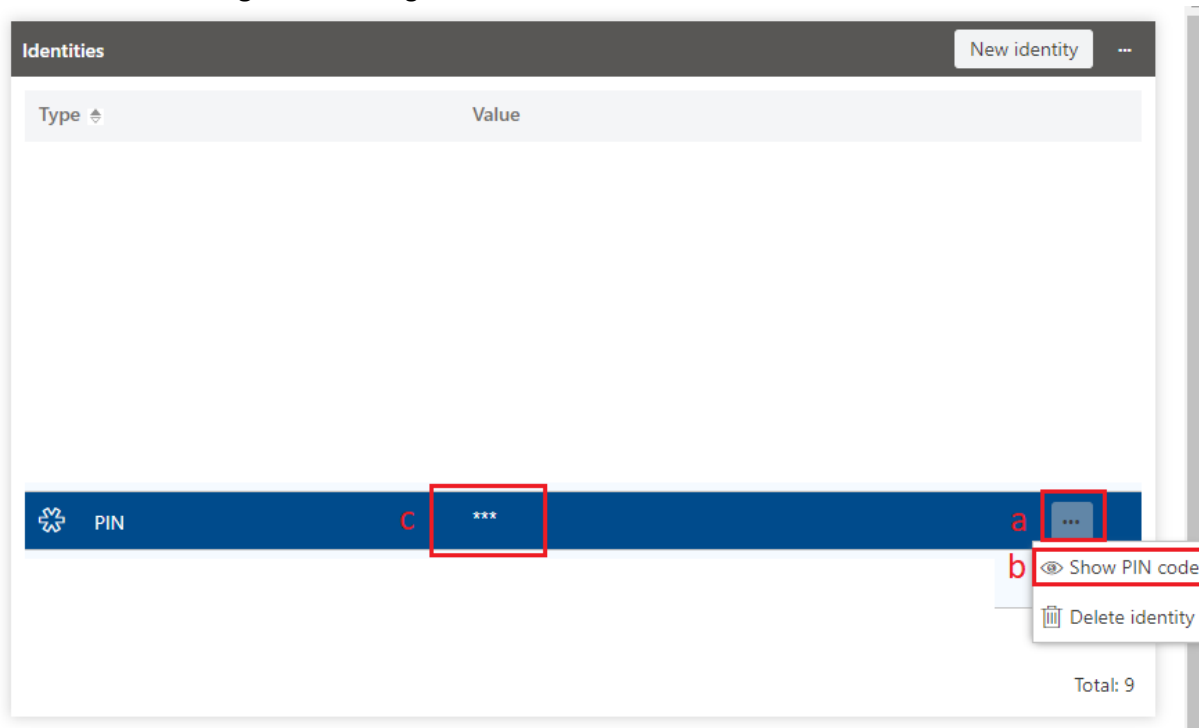 Identities New identity ...
Type Value
PIN c *** a ...
b Show PIN code
Delete identity
Total: 9